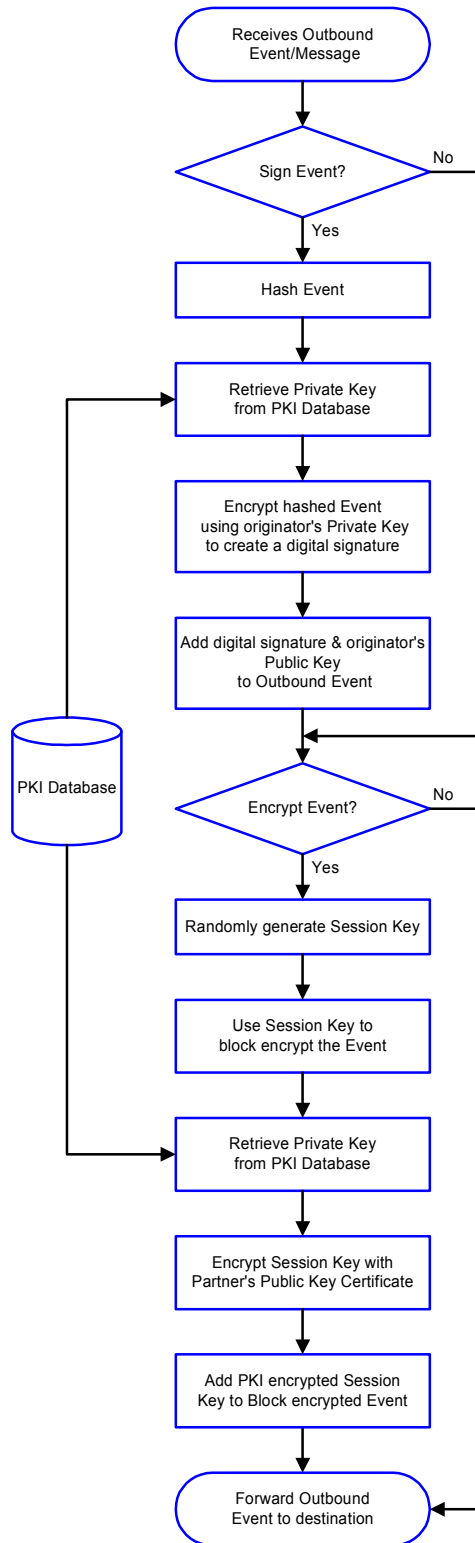 Receives Outbound
Event/Message
Sign Event?
No
Yes
Hash Event
Retrieve Private Key
from PKI Database
Encrypt hashed Event
using originator's Private Key
to create a digital signature
Add digital signature & originator's
Public Key
to Outbound Event
PKI Database
Encrypt Event?
No
Yes
Randomly generate Session Key
Use Session Key to
block encrypt the Event
Retrieve Private Key
from PKI Database
Encrypt Session Key with
Partner's Public Key Certificate
Add PKI encrypted Session
Key to Block encrypted Event
Forward Outbound
Event to destination